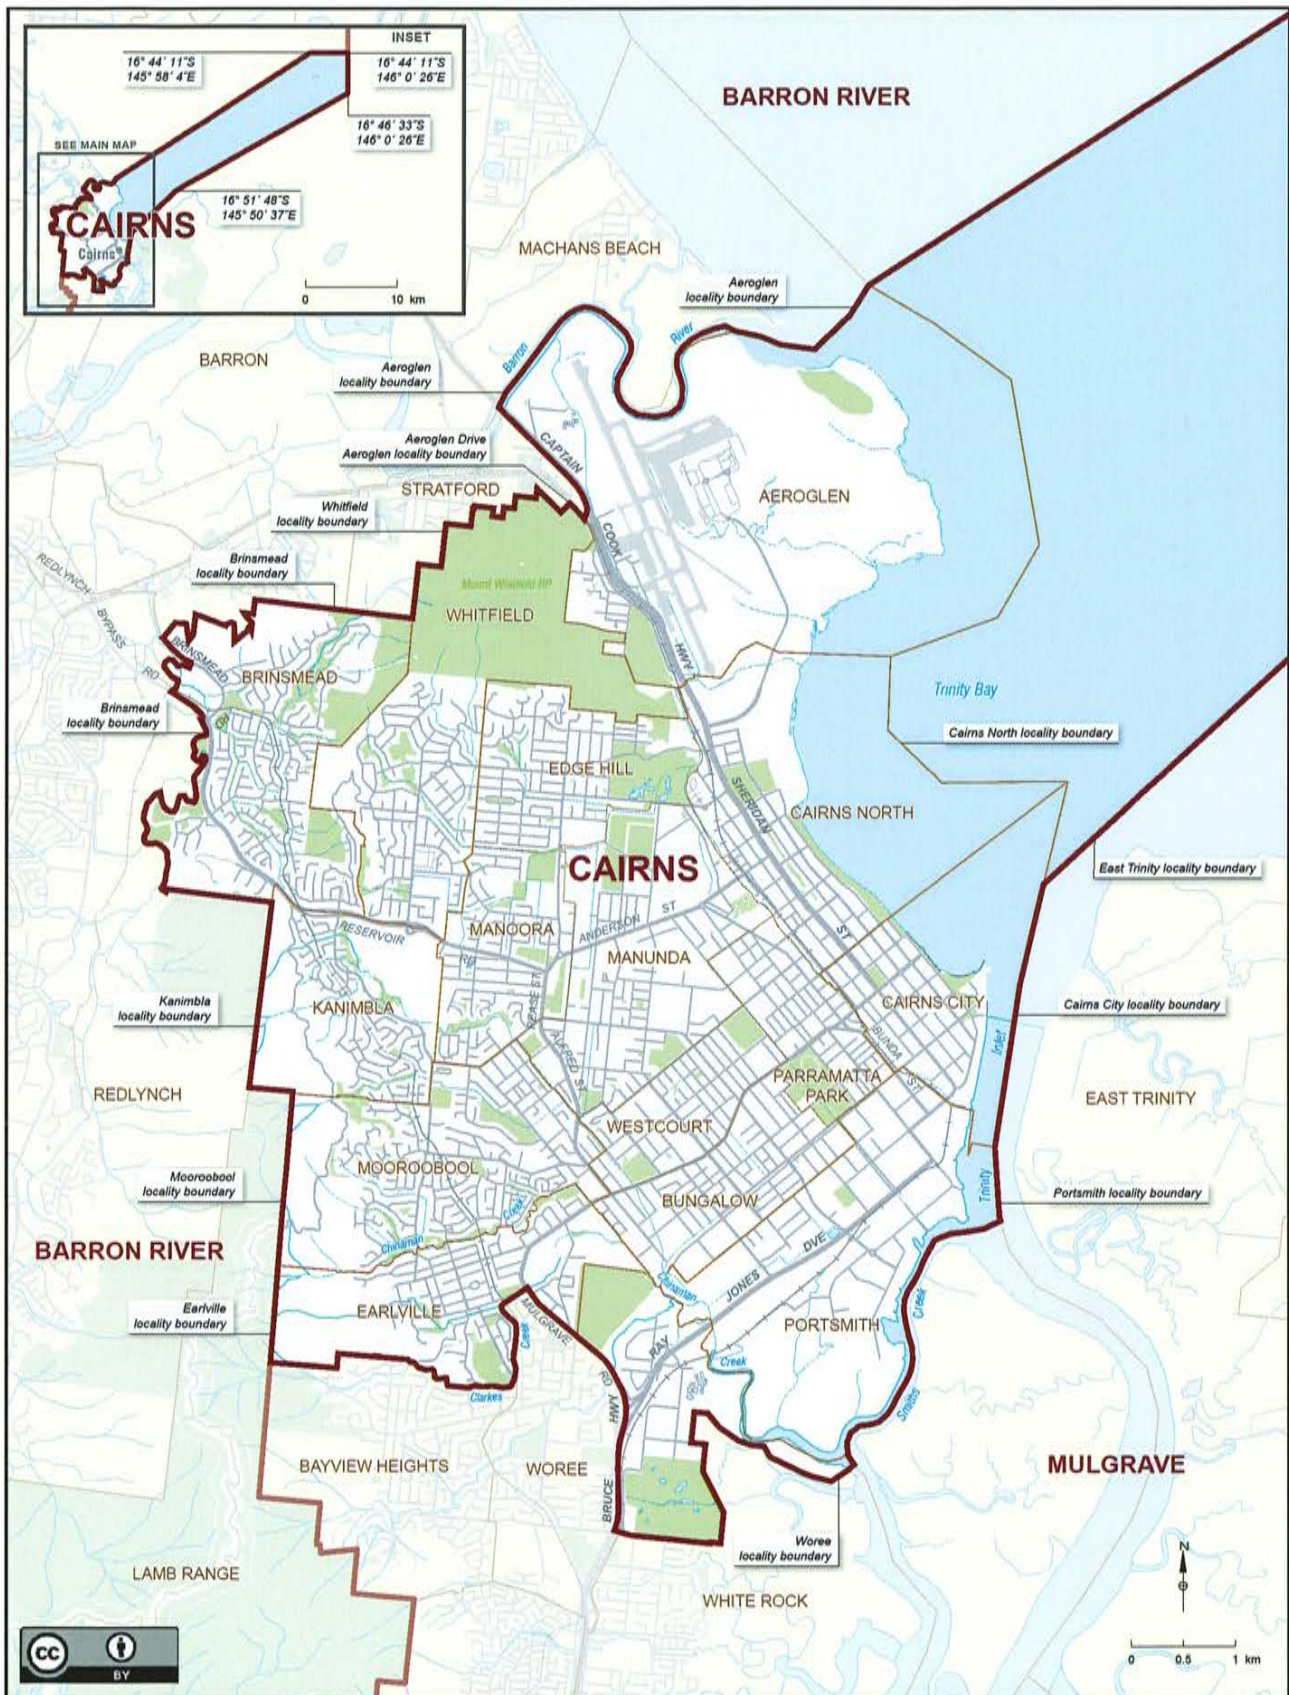 INSET
16° 44' 11"S
145° 58' 4"E
16° 44' 11"S
146° 0' 26"E
16° 46' 33"S
146° 0' 26"E
SEE MAIN MAP
16° 51' 48"S
145° 50' 37"E
CAIRNS
Cairns
0 10 km
BARRON RIVER
MACHANS BEACH
Aeroglen
locality boundary
BARRON
Barron
River
Aeroglen
locality boundary
Aeroglen Drive
Aeroglen locality boundary
CAPTAIN
STRATFORD
AEROGLEN
Whitfield
locality boundary
COOK
Brinsmead
locality boundary
REDLYNCH
BYPASS
RD
Mount Whitfield RP
WHITFIELD
HWY
BRINSMEAD
RD
BRINSMEAD
Trinity Bay
Brinsmead
locality boundary
Cairns North locality boundary
EDGE HILL
SHERIDAN
ST
CAIRNS NORTH
CAIRNS
East Trinity locality boundary
RESERVOIR
RD
MANOORA
ANDERSON ST
MANUNDA
Kanimbla
locality boundary
KANIMBLA
PEASE ST
CAIRNS CITY
Cairns City locality boundary
ALFRED ST
BUNDA
ST
Inlet
REDLYNCH
PARRAMATTA
PARK
EAST TRINITY
WESTCOURT
Mooroobool
locality boundary
MOOROOBOOL
BUNGALOW
Trinity
Portsmith locality boundary
BARRON RIVER
Chinaman
Creek
DVE
JONES
RAY
Chinaman
Creek
Earlville
locality boundary
EARLVILLE
MULGRAVE
RD
PORTSMITH
Creek
Smiths
Creek
Clarkes
HWY
BRUCE
BAYVIEW HEIGHTS
WOREE
MULGRAVE
Woree
locality boundary
LAMB RANGE
WHITE ROCK
N
0 0.5 1 km
cc
BY